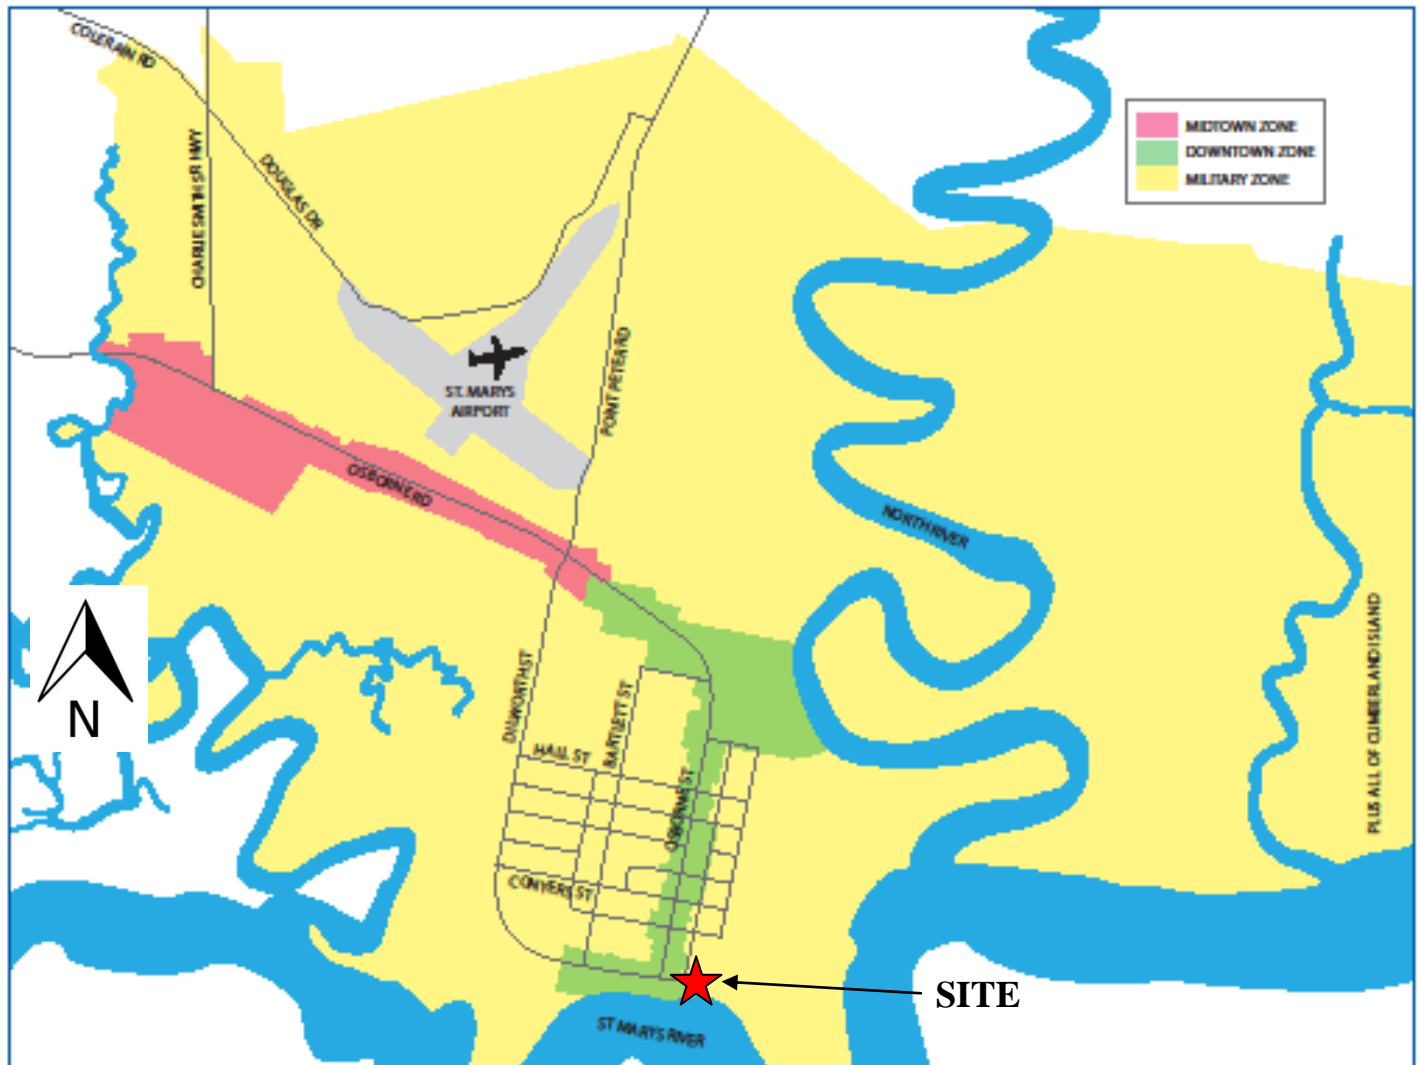 COLERAIN RD
CHARLIE SMITH SR HWY
DOUGLAS DR
MIDTOWN ZONE
DOWNTOWN ZONE
MILITARY ZONE
POINT PETER RD
ST. MARYS
AIRPORT
OSBORNE RD
NORTH RIVER
N
DILWORTH ST
BARTLETT ST
HALL ST
OSBORNE ST
CONYERS ST
PLUS ALL OF CUMBERLAND ISLAND
SITE
ST MARYS RIVER